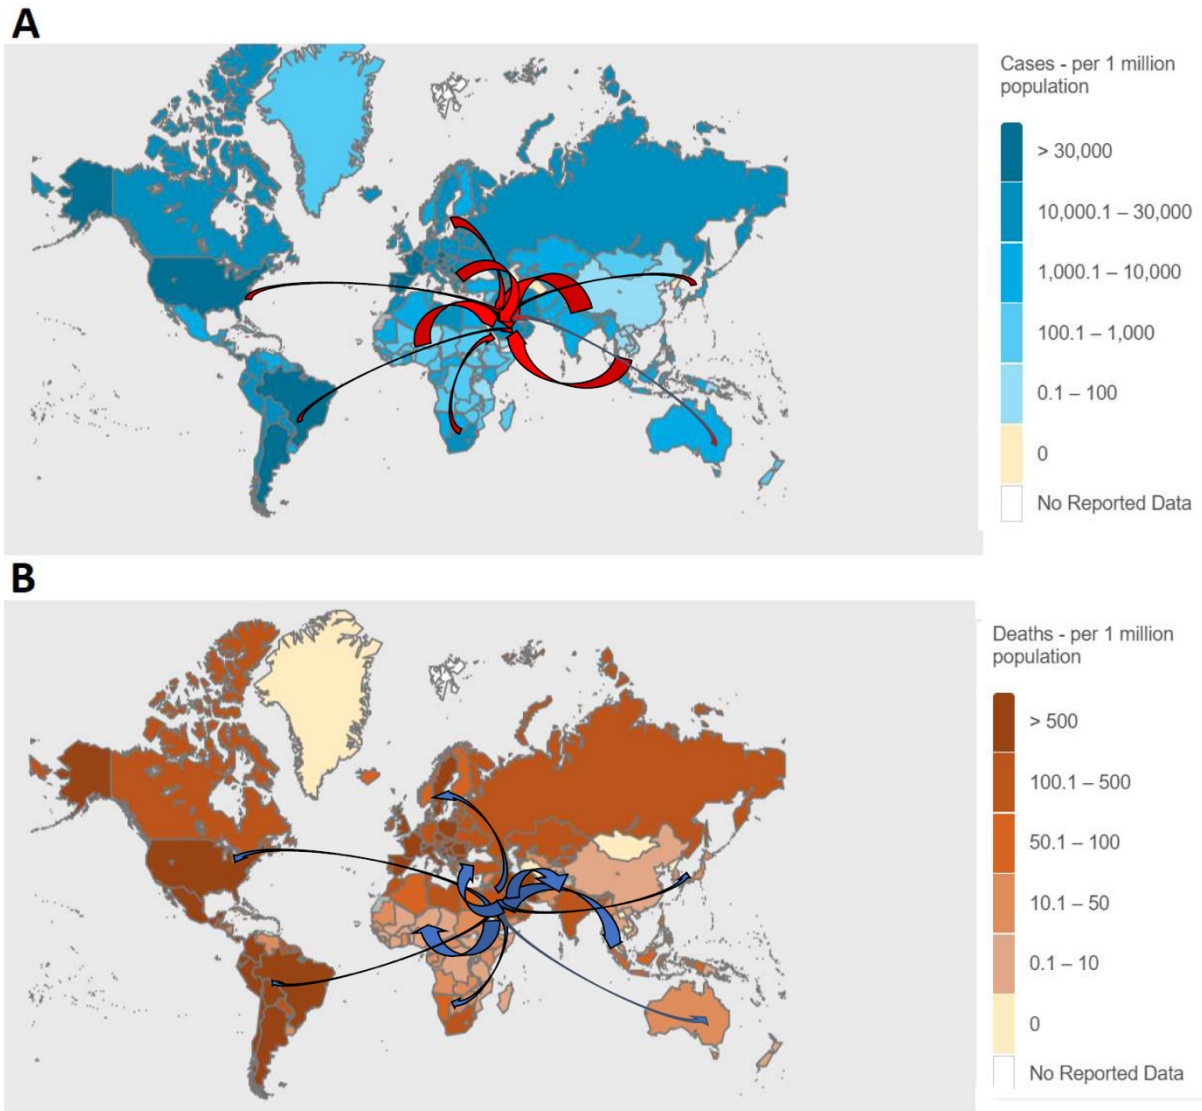 A
Cases - per 1 million
population
> 30,000
10,000.1 – 30,000
1,000.1 – 10,000
100.1 – 1,000
0.1 – 100
0
No Reported Data
B
Deaths - per 1 million
population
> 500
100.1 – 500
50.1 – 100
10.1 – 50
0.1 – 10
0
No Reported Data